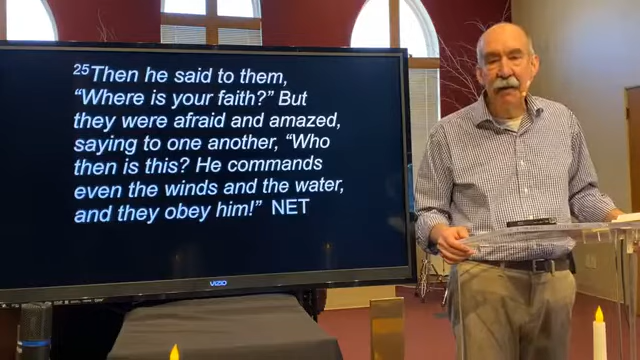 25Then he said to them,
“Where is your faith?” But
they were afraid and amazed,
saying to one another, “Who
then is this? He commands
even the winds and the water,
and they obey him!” NET
VIZIO